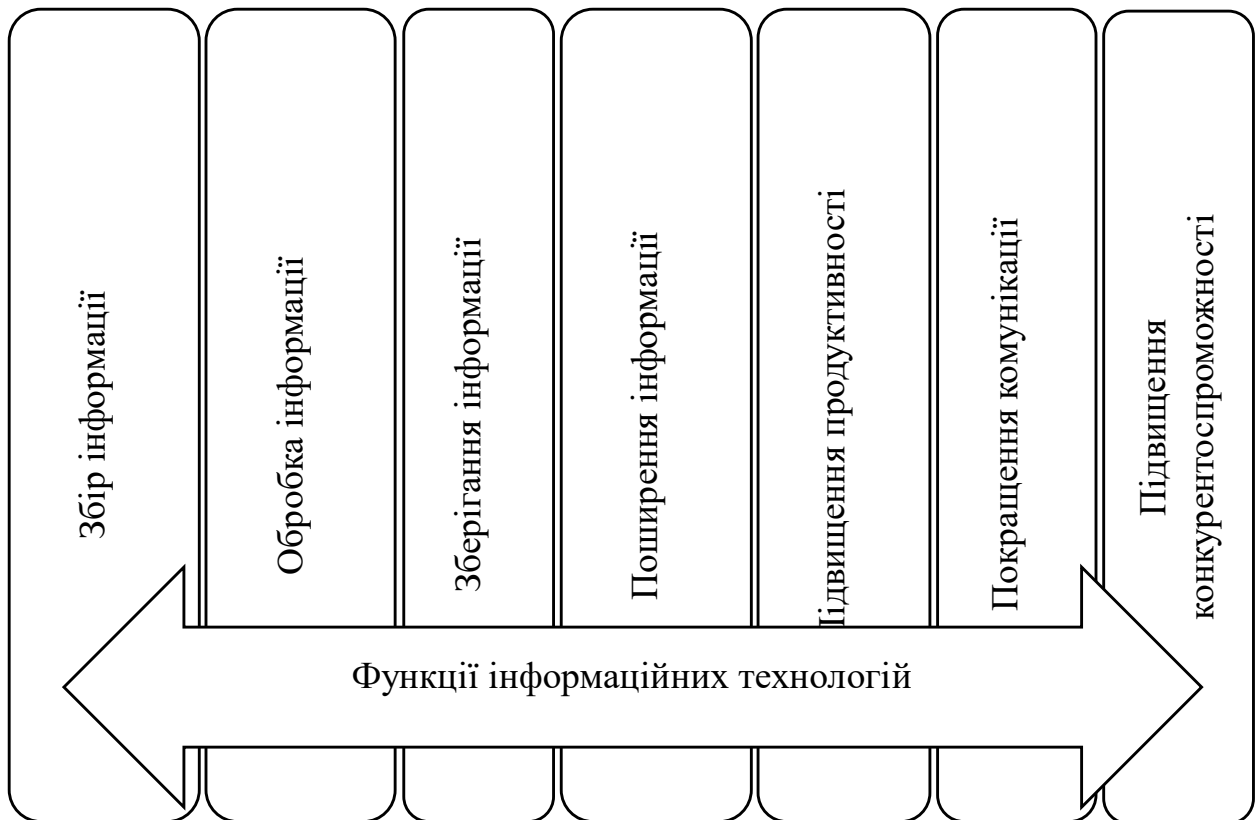 Збір інформації
Обробка інформації
Зберігання інформації
Поширення інформації
Підвищення продуктивності
Покращення комунікації
Підвищення
конкурентоспроможності
Функції інформаційних технологій